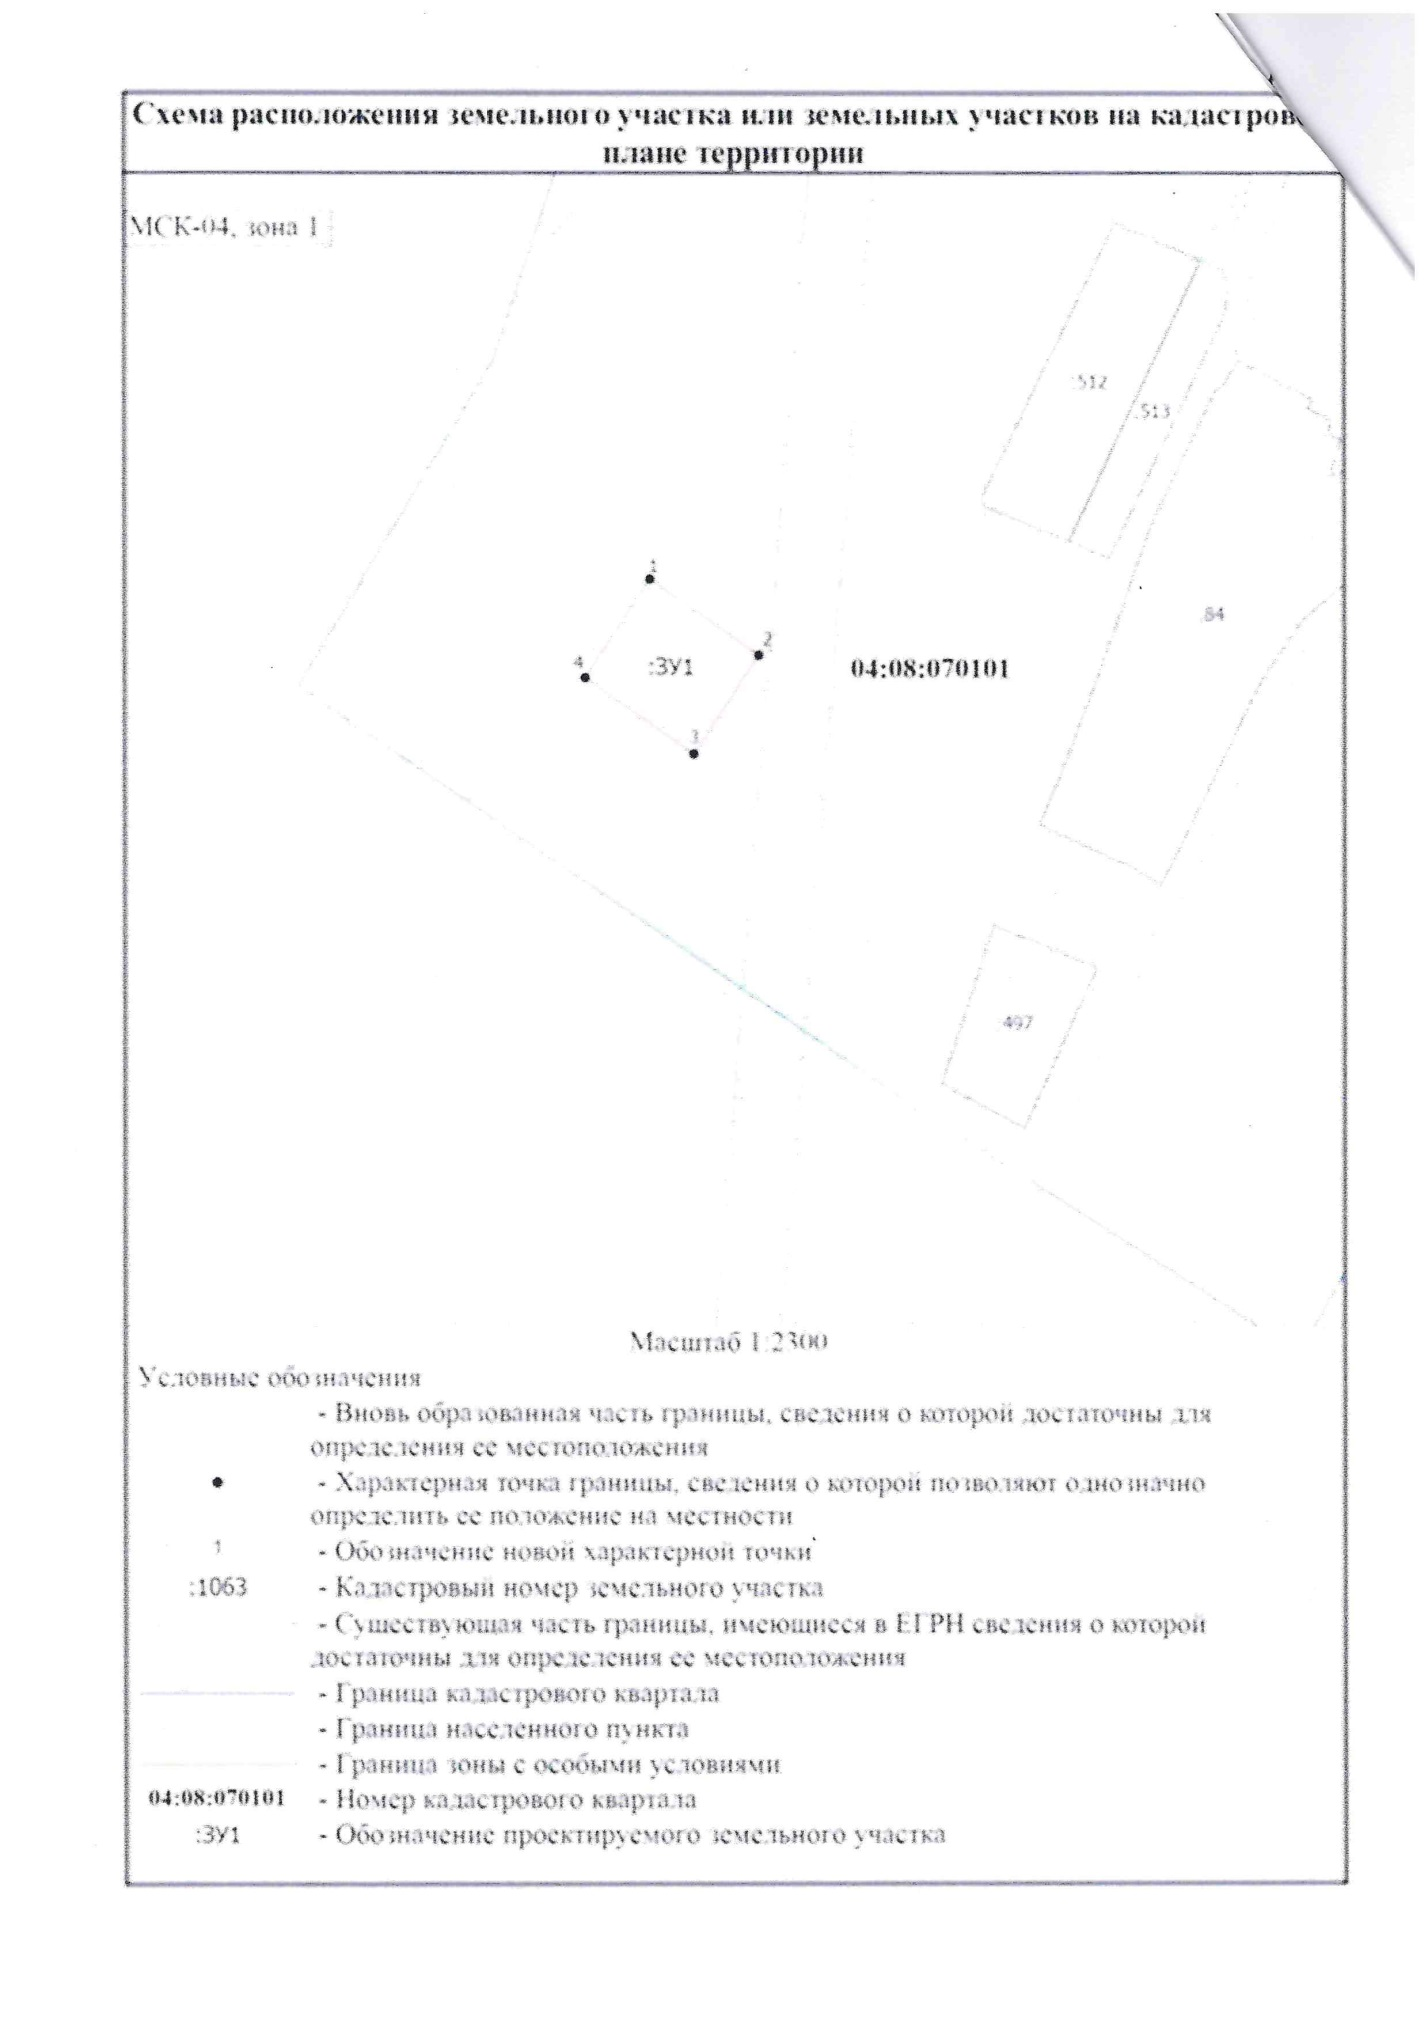 Схема расположения земельного участка или земельных участков на кадастров
плане территории
МСК-04, зона 1
:512
:513
2
84
1
2
4
:ЗУ1
04:08:070101
3
497
Масштаб 1:2300
Условные обозначения
- Вновь образованная часть границы, сведения о которой достаточны для
определения ее местоположения
- Характерная точка границы, сведения о которой позволяют однозначно
определить ее положение на местности
1 - Обозначение новой характерной точки
:1063 - Кадастровый номер земельного участка
- Существующая часть границы, имеющиеся в ЕГРН сведения о которой
достаточны для определения ее местоположения
- Граница кадастрового квартала
- Граница населенного пункта
- Граница зоны с особыми условиями
04:08:070101 - Номер кадастрового квартала
:ЗУ1 - Обозначение проектируемого земельного участка